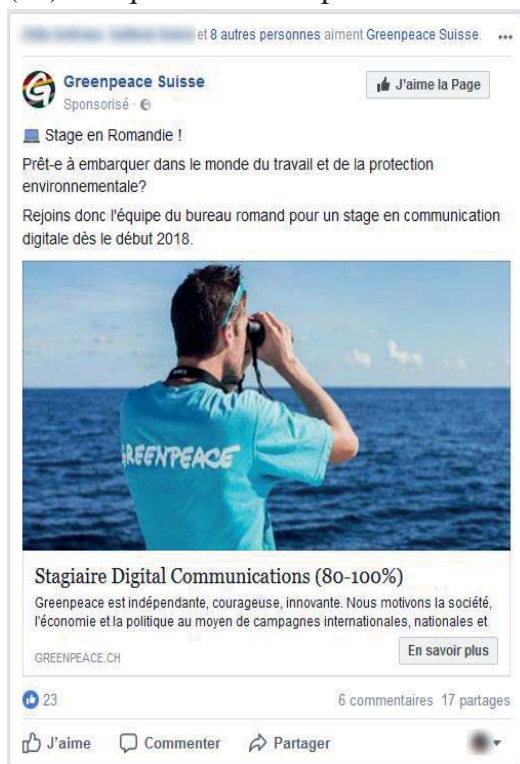 et 8 autres personnes aiment Greenpeace Suisse.
Greenpeace Suisse
Sponsorisé
J'aime la Page
Stage en Romandie !
Prêt-e à embarquer dans le monde du travail et de la protection
environnementale?
Rejoins donc l'équipe du bureau romand pour un stage en communication
digitale dès le début 2018.
GREENPEACE
Stagiaire Digital Communications (80-100%)
Greenpeace est indépendante, courageuse, innovante. Nous motivons la société,
l'économie et la politique au moyen de campagnes internationales, nationales et
GREENPEACE.CH
En savoir plus
23
6 commentaires 17 partages
J'aime Commenter Partager